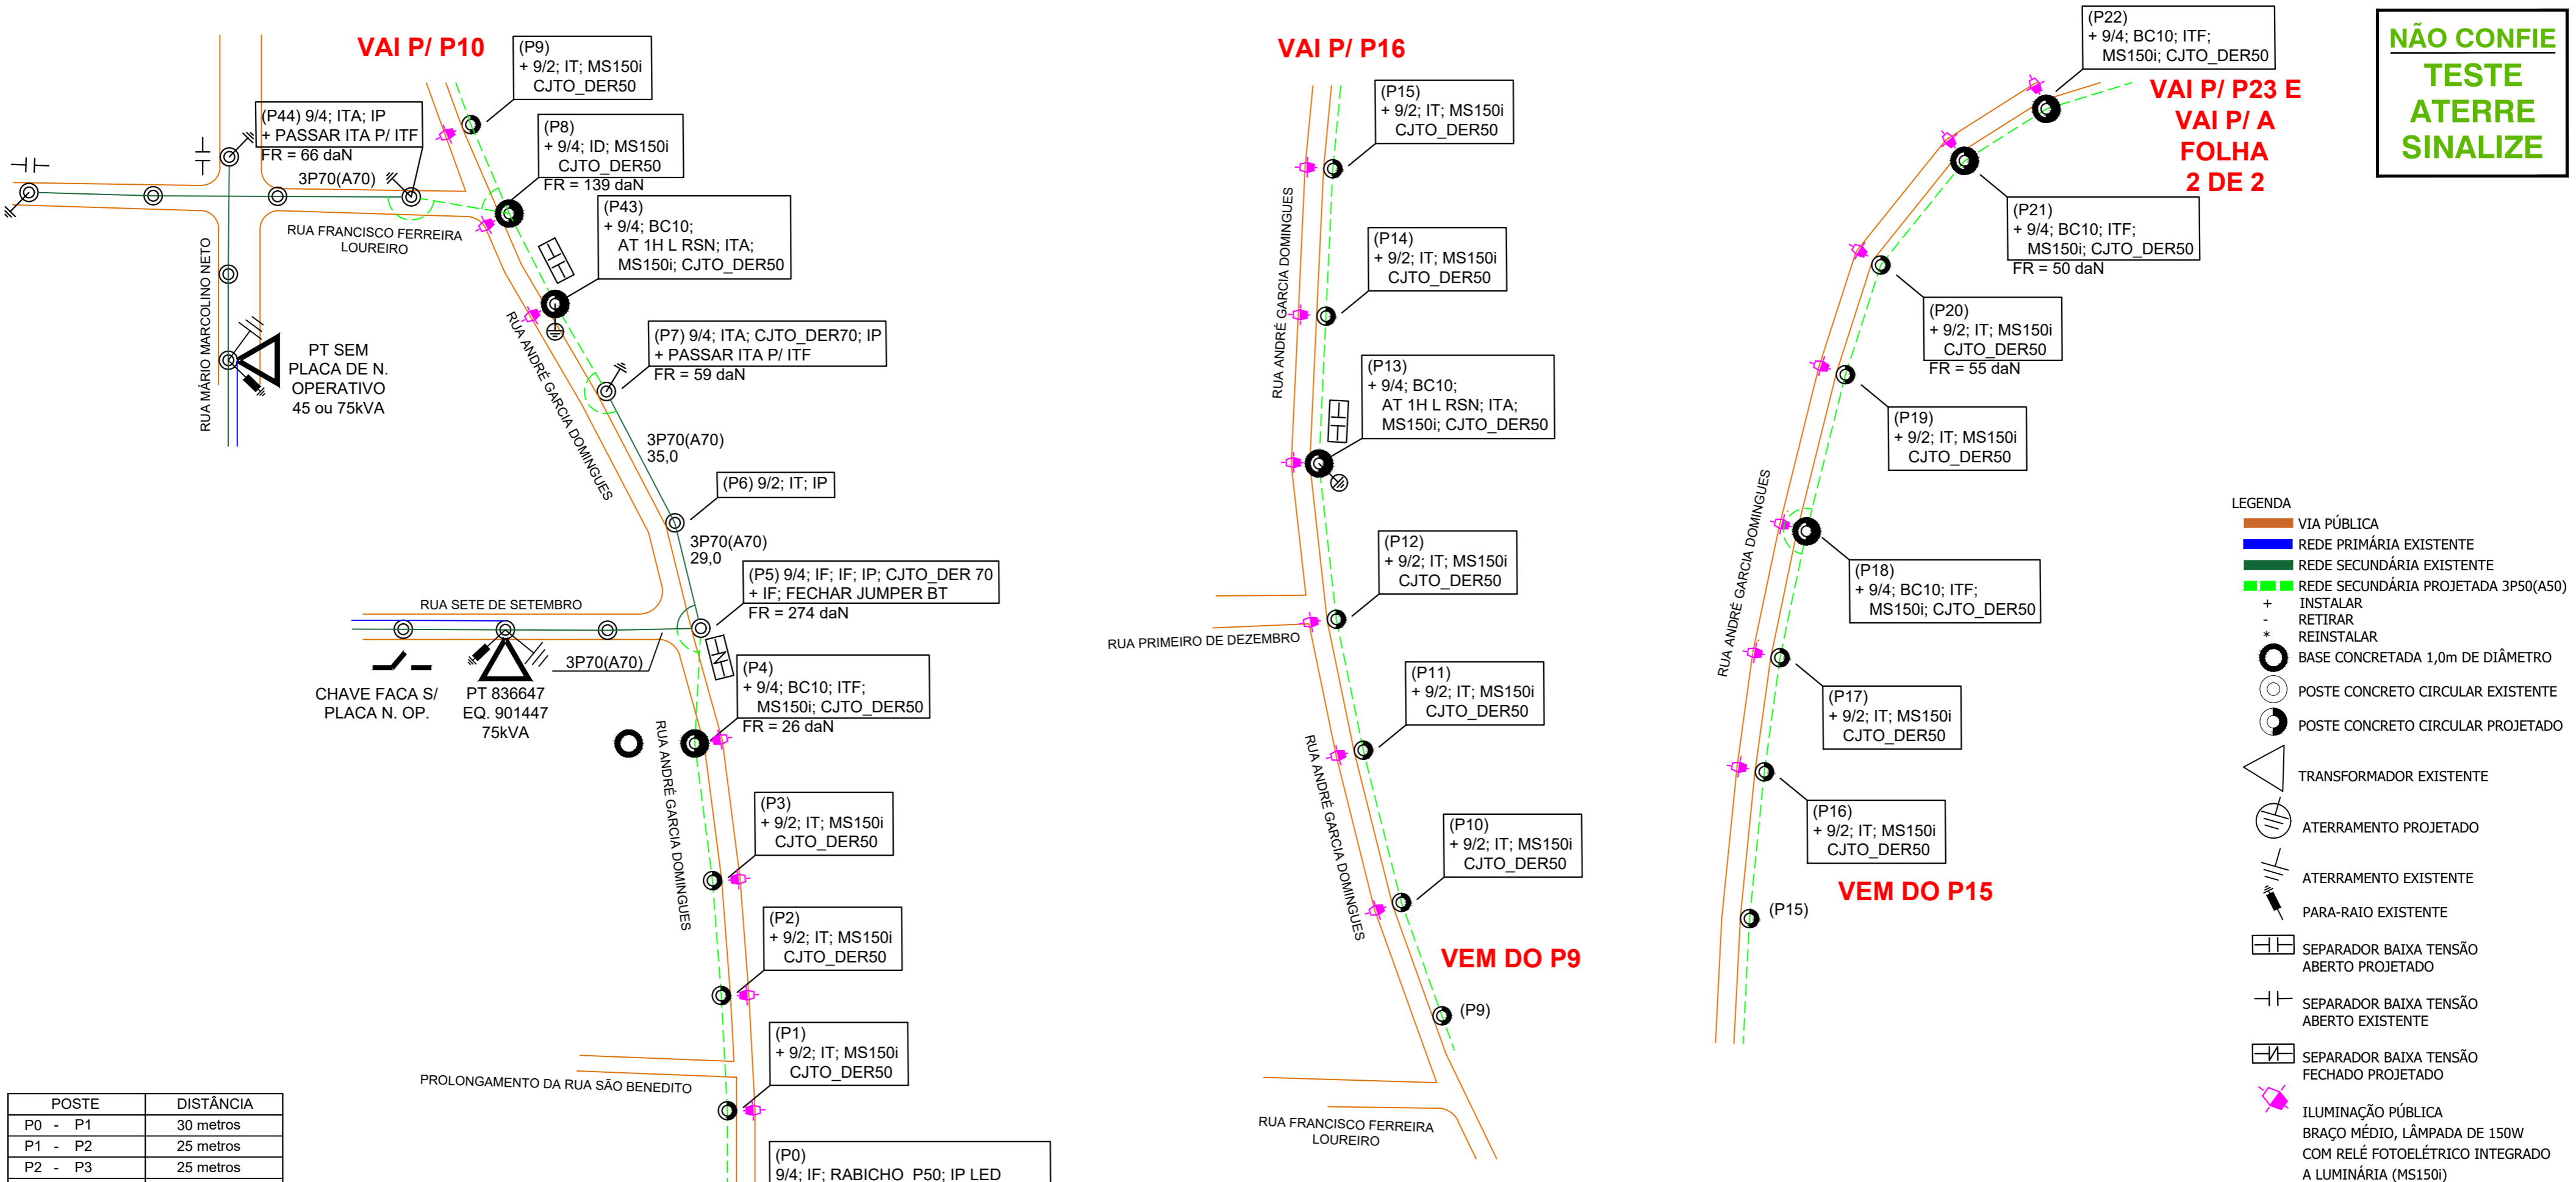 VAI P/ P10
(P9)
+ 9/2; IT; MS150i
CJTO_DER50
(P44) 9/4; ITA; IP
+ PASSAR ITA P/ ITF
FR = 66 daN
(P8)
+ 9/4; ID; MS150i
CJTO_DER50
FR = 139 daN
3P70(A70)
(P43)
+ 9/4; BC10;
AT 1H L RSN; ITA;
MS150i; CJTO_DER50
RUA FRANCISCO FERREIRA
LOUREIRO
RUA MÁRIO MARCOLINO NETO
PT SEM
PLACA DE N.
OPERATIVO
45 ou 75kVA
RUA ANDRÉ GARCIA DOMINGUES
(P7) 9/4; ITA; CJTO_DER70; IP
+ PASSAR ITA P/ ITF
FR = 59 daN
3P70(A70)
35,0
(P6) 9/2; IT; IP
3P70(A70)
29,0
(P5) 9/4; IF; IF; IP; CJTO_DER 70
+ IF; FECHAR JUMPER BT
FR = 274 daN
RUA SETE DE SETEMBRO
3P70(A70)
CHAVE FACA S/
PLACA N. OP.
PT 836647
EQ. 901447
75kVA
(P4)
+ 9/4; BC10; ITF;
MS150i; CJTO_DER50
FR = 26 daN
RUA ANDRÉ GARCIA DOMINGUES
(P3)
+ 9/2; IT; MS150i
CJTO_DER50
(P2)
+ 9/2; IT; MS150i
CJTO_DER50
(P1)
+ 9/2; IT; MS150i
CJTO_DER50
PROLONGAMENTO DA RUA SÃO BENEDITO
(P0)
9/4; IF; RABICHO P50; IP LED
POSTE DISTÂNCIA
P0 - P1 30 metros
P1 - P2 25 metros
P2 - P3 25 metros
VAI P/ P16
(P15)
+ 9/2; IT; MS150i
CJTO_DER50
RUA ANDRÉ GARCIA DOMINGUES
(P14)
+ 9/2; IT; MS150i
CJTO_DER50
(P13)
+ 9/4; BC10;
AT 1H L RSN; ITA;
MS150i; CJTO_DER50
(P12)
+ 9/2; IT; MS150i
CJTO_DER50
RUA PRIMEIRO DE DEZEMBRO
(P11)
+ 9/2; IT; MS150i
CJTO_DER50
RUA ANDRÉ GARCIA DOMINGUES
(P10)
+ 9/2; IT; MS150i
CJTO_DER50
VEM DO P9
(P9)
RUA FRANCISCO FERREIRA
LOUREIRO
(P22)
+ 9/4; BC10; ITF;
MS150i; CJTO_DER50
VAI P/ P23 E
VAI P/ A
FOLHA
2 DE 2
(P21)
+ 9/4; BC10; ITF;
MS150i; CJTO_DER50
FR = 50 daN
(P20)
+ 9/2; IT; MS150i
CJTO_DER50
FR = 55 daN
(P19)
+ 9/2; IT; MS150i
CJTO_DER50
RUA ANDRÉ GARCIA DOMINGUES
(P18)
+ 9/4; BC10; ITF;
MS150i; CJTO_DER50
(P17)
+ 9/2; IT; MS150i
CJTO_DER50
(P16)
+ 9/2; IT; MS150i
CJTO_DER50
VEM DO P15
(P15)
NÃO CONFIE
TESTE
ATERRE
SINALIZE
LEGENDA
VIA PÚBLICA
REDE PRIMÁRIA EXISTENTE
REDE SECUNDÁRIA EXISTENTE
REDE SECUNDÁRIA PROJETADA 3P50(A50)
+ INSTALAR
- RETIRAR
* REINSTALAR
BASE CONCRETADA 1,0m DE DIÂMETRO
POSTE CONCRETO CIRCULAR EXISTENTE
POSTE CONCRETO CIRCULAR PROJETADO
TRANSFORMADOR EXISTENTE
ATERRAMENTO PROJETADO
ATERRAMENTO EXISTENTE
PARA-RAIO EXISTENTE
SEPARADOR BAIXA TENSÃO
ABERTO PROJETADO
SEPARADOR BAIXA TENSÃO
ABERTO EXISTENTE
SEPARADOR BAIXA TENSÃO
FECHADO PROJETADO
ILUMINAÇÃO PÚBLICA
BRAÇO MÉDIO, LÂMPADA DE 150W
COM RELÉ FOTOELÉTRICO INTEGRADO
A LUMINÁRIA (MS150i)